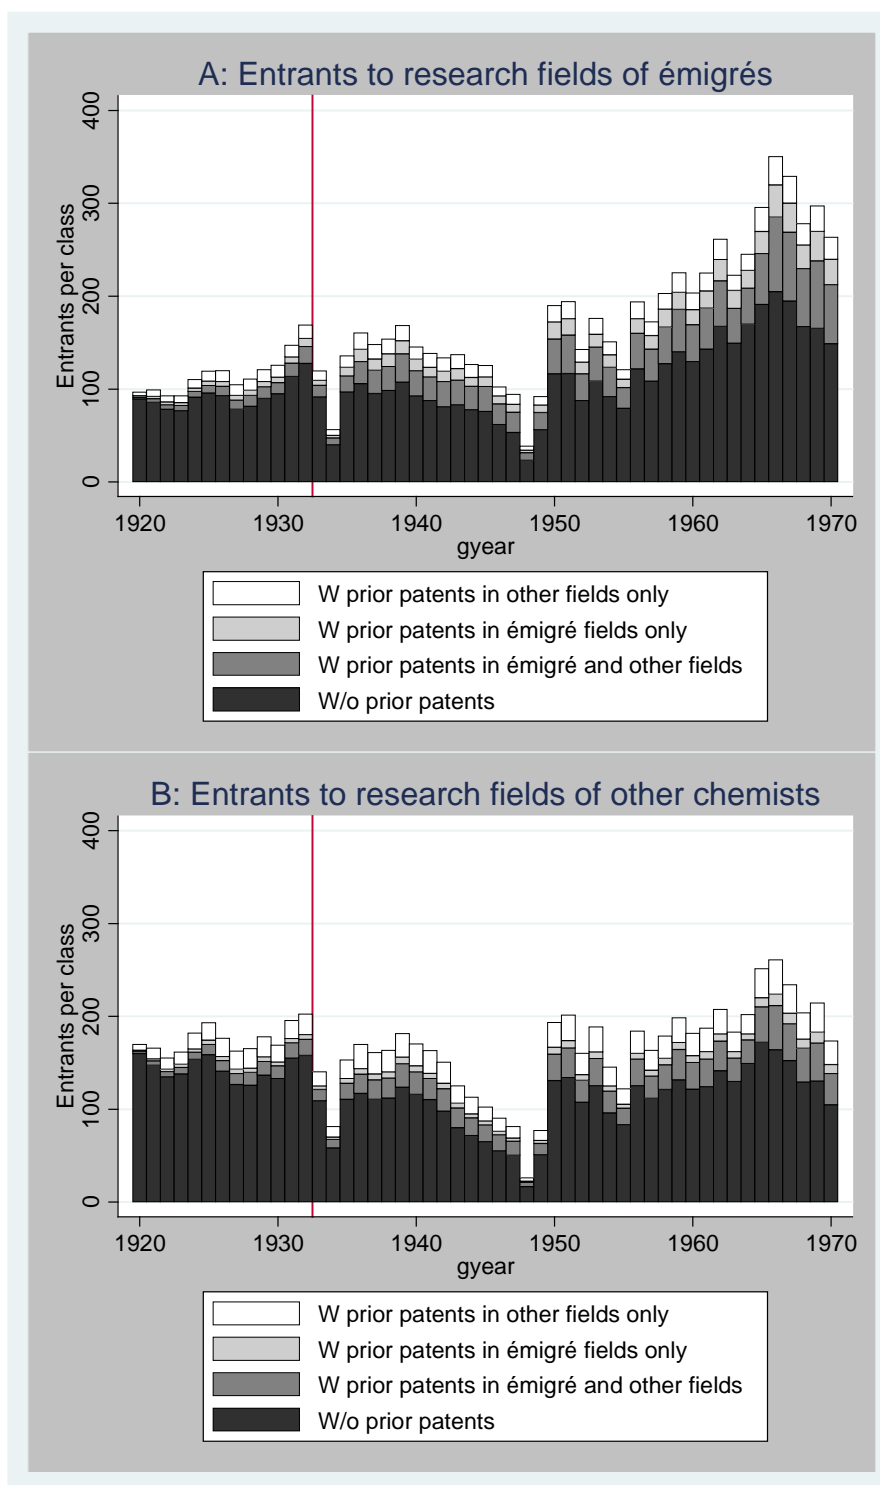 A: Entrants to research fields of émigrés
Entrants per class
400
300
200
100
0
1920 1930 1940 1950 1960 1970
gyear
W prior patents in other fields only
W prior patents in émigré fields only
W prior patents in émigré and other fields
W/o prior patents
B: Entrants to research fields of other chemists
Entrants per class
400
300
200
100
0
1920 1930 1940 1950 1960 1970
gyear
W prior patents in other fields only
W prior patents in émigré fields only
W prior patents in émigré and other fields
W/o prior patents